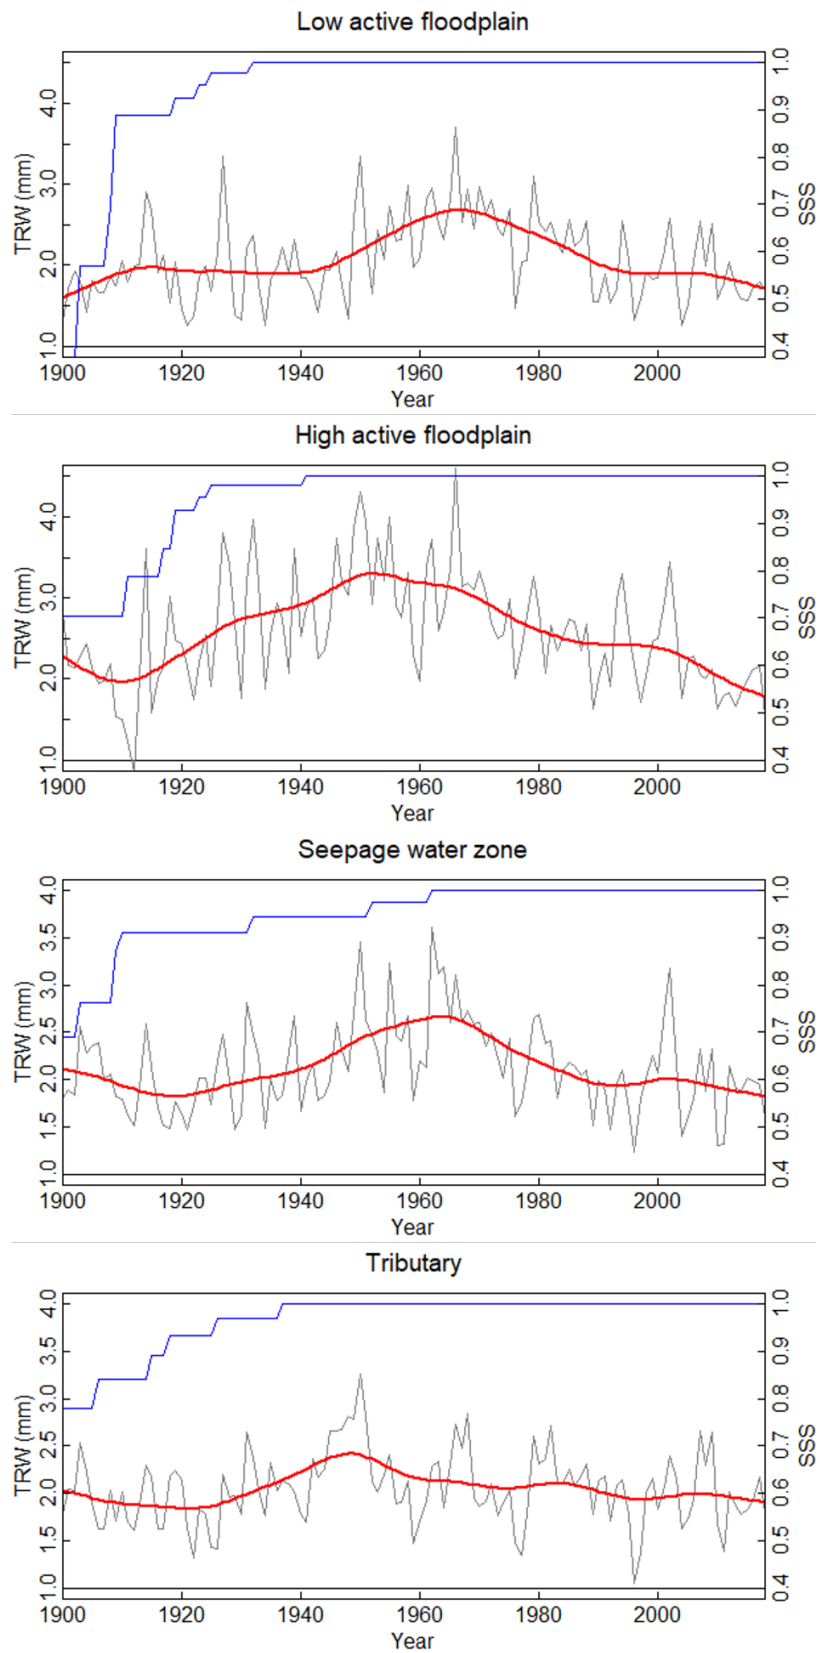 Low active floodplain
TRW (mm)
1.0 2.0 3.0 4.0
0.4 0.5 0.6 0.7 0.8 0.9 1.0
SSS
1900 1920 1940 1960 1980 2000
Year
High active floodplain
TRW (mm)
1.0 2.0 3.0 4.0
0.4 0.5 0.6 0.7 0.8 0.9 1.0
SSS
1900 1920 1940 1960 1980 2000
Year
Seepage water zone
TRW (mm)
1.0 1.5 2.0 2.5 3.0 3.5 4.0
0.4 0.5 0.6 0.7 0.8 0.9 1.0
SSS
1900 1920 1940 1960 1980 2000
Year
Tributary
TRW (mm)
1.0 1.5 2.0 2.5 3.0 3.5 4.0
0.4 0.5 0.6 0.7 0.8 0.9 1.0
SSS
1900 1920 1940 1960 1980 2000
Year